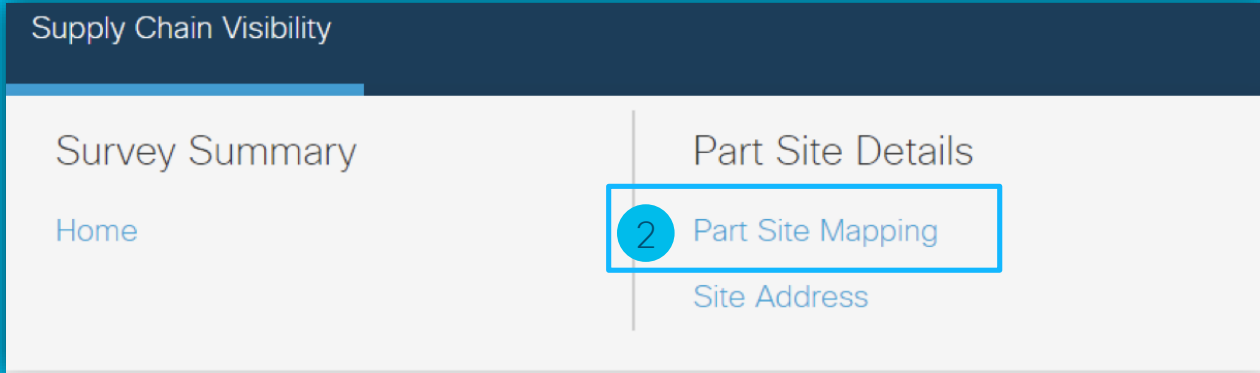 Supply Chain Visibility
Survey Summary
Home
Part Site Details
2 Part Site Mapping
Site Address